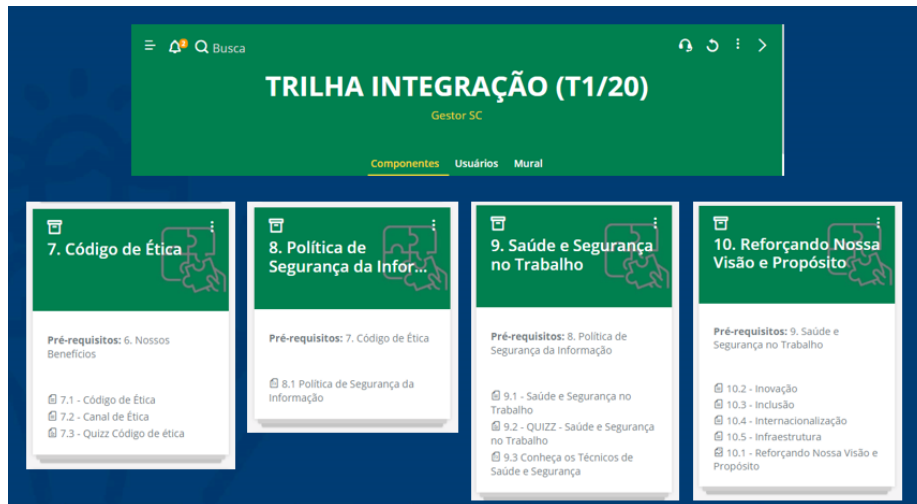 2
Busca
TRILHA INTEGRAÇÃO (T1/20)
Gestor SC
Componentes Usuários Mural
7. Código de Ética
Pré-requisitos: 6. Nossos
Benefícios
7.1 - Código de Ética
7.2 - Canal de Ética
7.3 - Quizz Código de ética
8. Política de
Segurança da Infor...
Pré-requisitos: 7. Código de Ética
8.1 Política de Segurança da
Informação
9. Saúde e Segurança
no Trabalho
Pré-requisitos: 8. Política de
Segurança da Informação
9.1 - Saúde e Segurança no
Trabalho
9.2 - QUIZZ - Saúde e Segurança
no Trabalho
9.3 Conheça os Técnicos de
Saúde e Segurança
10. Reforçando Nossa
Visão e Propósito
Pré-requisitos: 9. Saúde e
Segurança no Trabalho
10.2 - Inovação
10.3 - Inclusão
10.4 - Internacionalização
10.5 - Infraestrutura
10.1 - Reforçando Nossa Visão e
Propósito